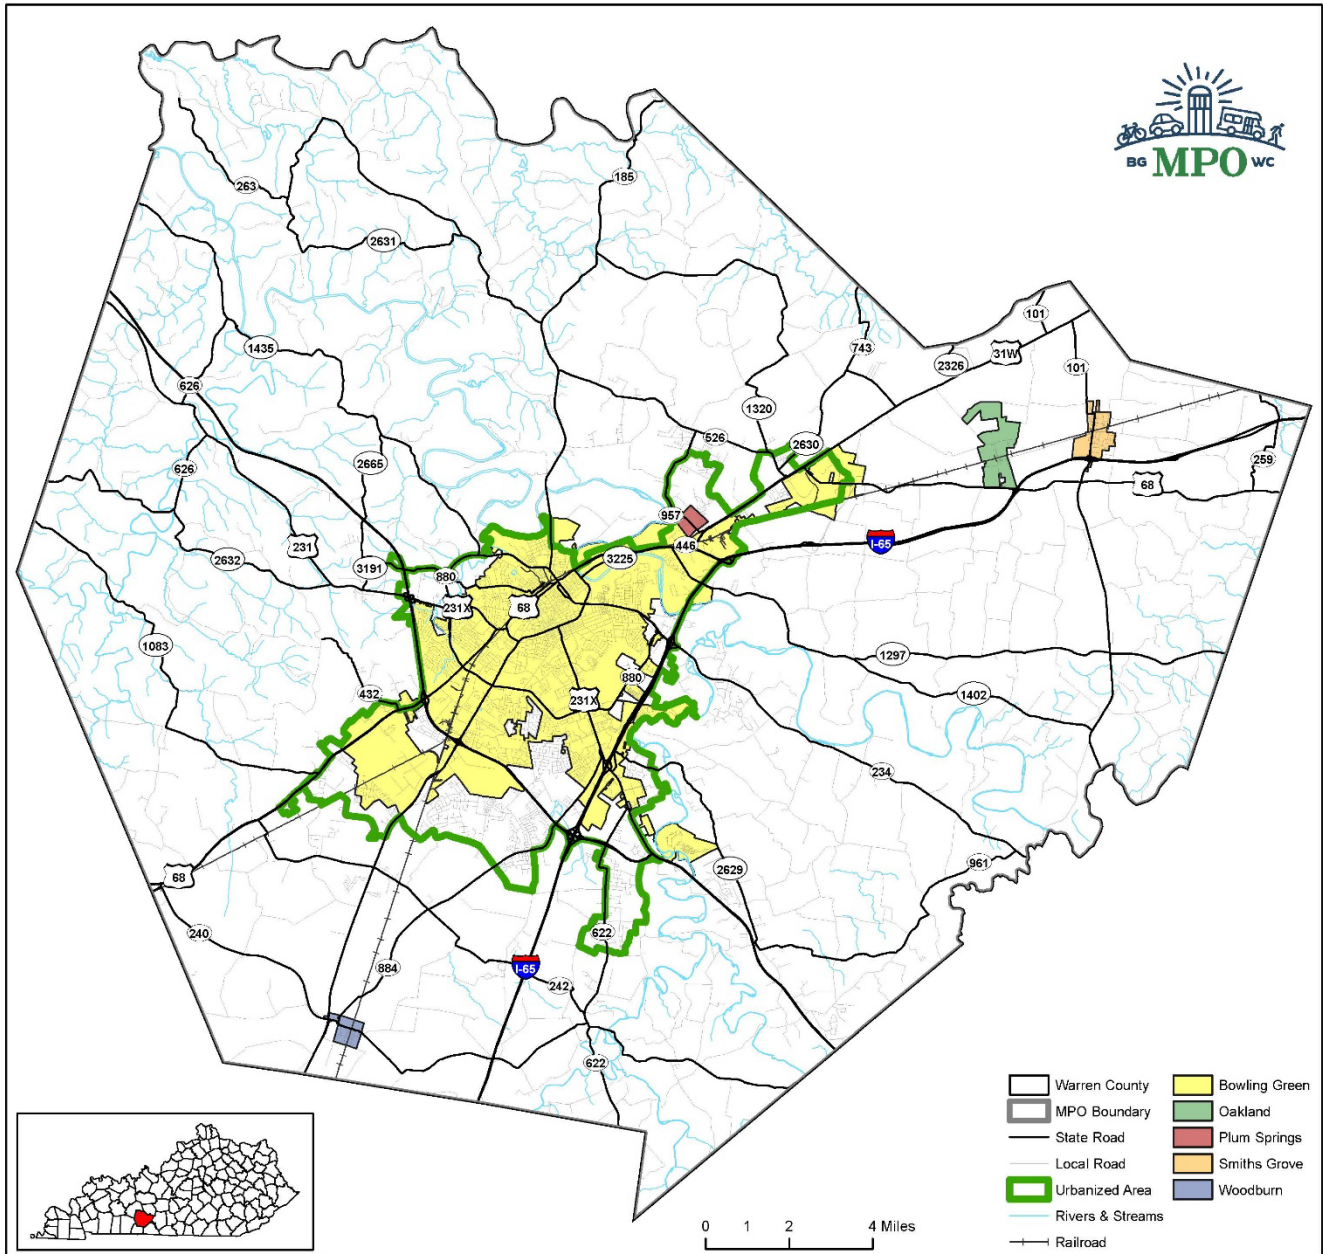 BG MPO WC
185
263
2631
101
31W
743
2326
101
1435
626
1320
526
2630
626
2665
259
68
957
I-65
446
231
3225
2632
3191
880
231X
68
1083
1297
880
432
1402
231X
234
2629
961
68
622
240
884
I-65
242
622
Warren County
MPO Boundary
State Road
Local Road
Urbanized Area
Rivers & Streams
Railroad
Bowling Green
Oakland
Plum Springs
Smiths Grove
Woodburn
0 1 2 4 Miles